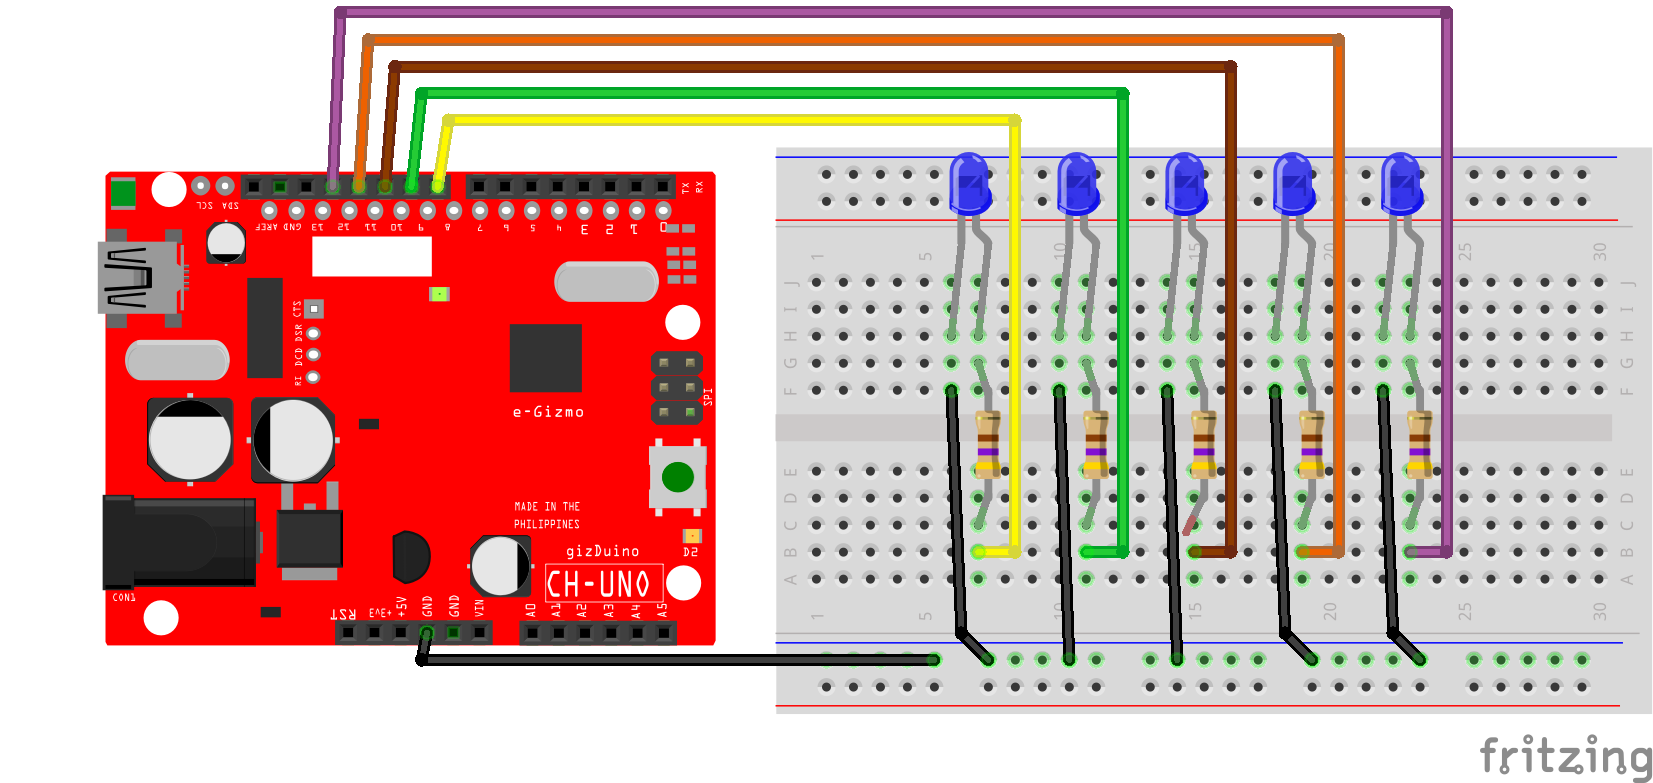 SCL SDA
AREF GND 13 12 11 10 9 8 7 6 5 4 3 2 1 0
TX
RX
CTS
DSR
DCD
RI
SPI
e-Gizmo
MADE IN THE
PHILIPPINES
gizDuino
CH-UNO
D2
CON1
RST +3V3 +5V GND GND VIN A0 A1 A2 A3 A4 A5
1 5 10 15 20 25 30
J J
I I
H H
G G
F F
E E
D D
C C
B B
A A
1 5 10 15 20 25 30
fritzing